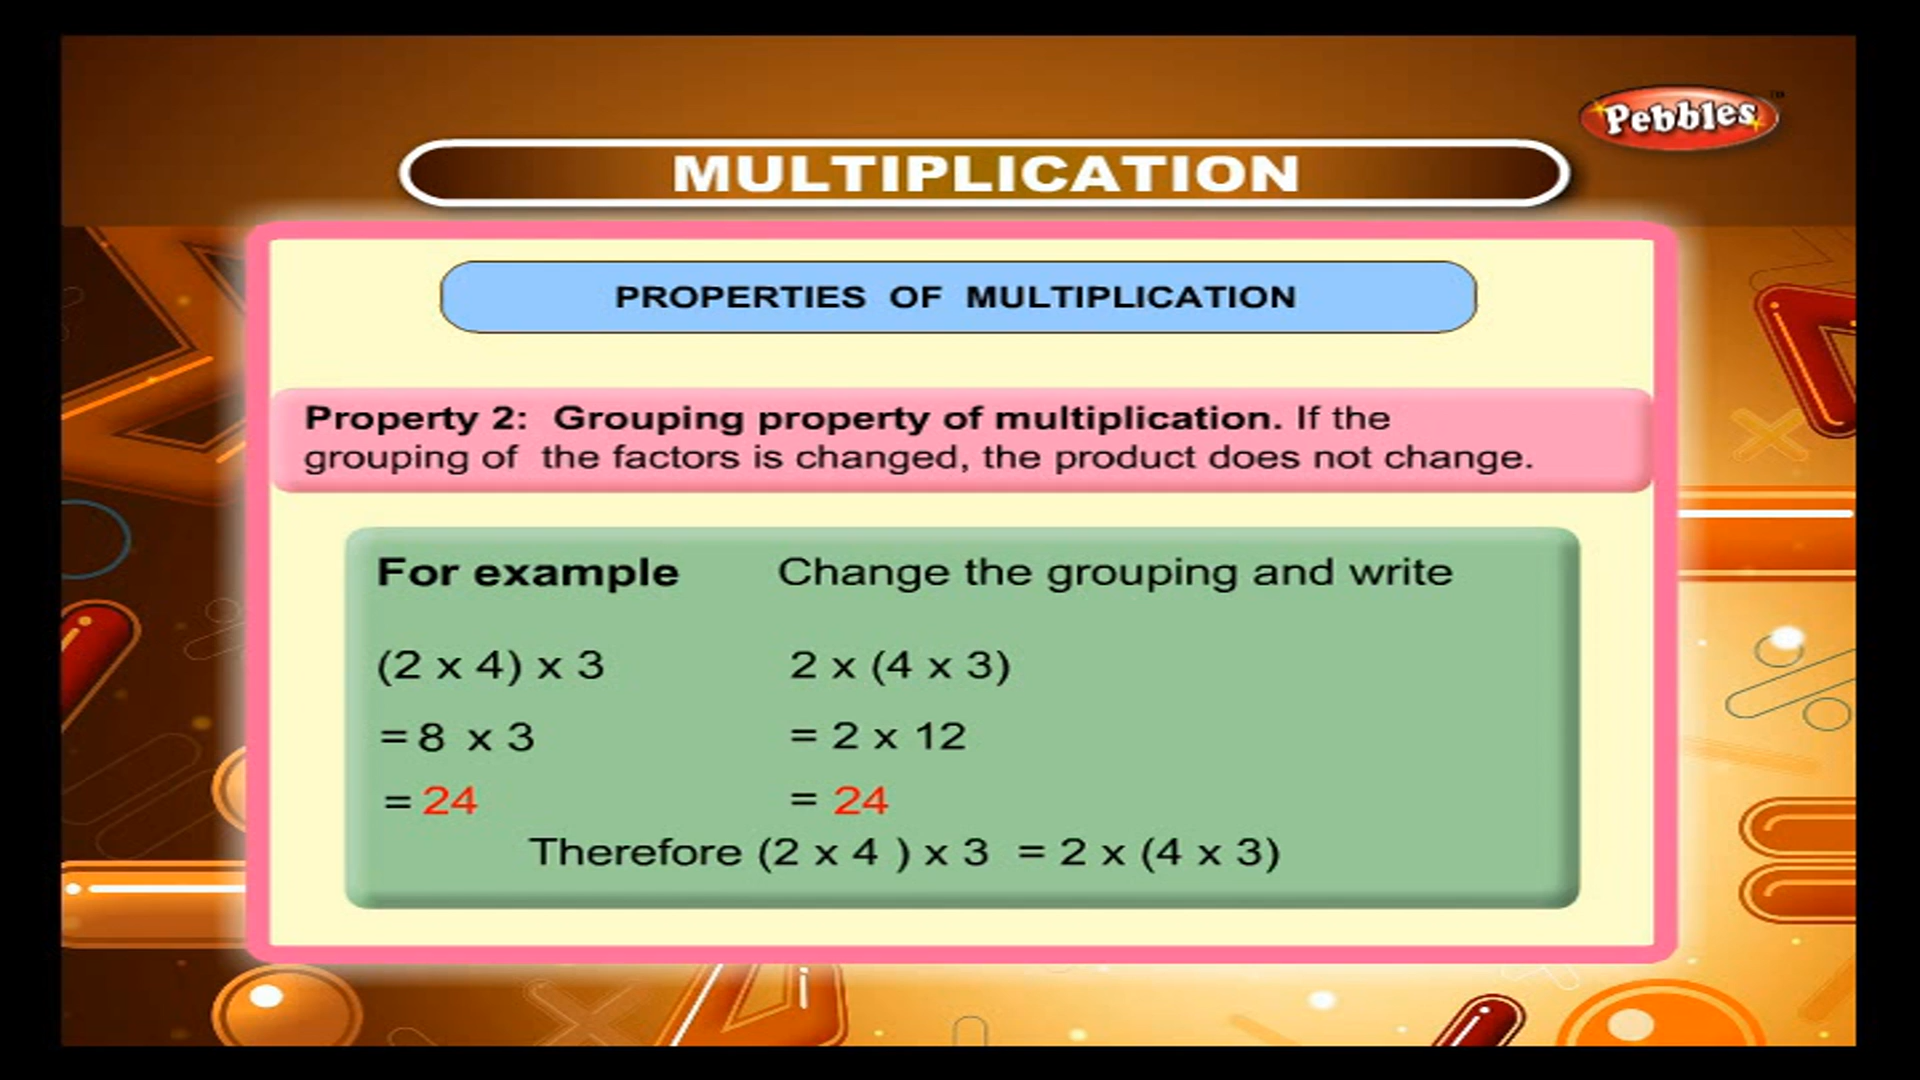 Pebbles™
MULTIPLICATION
PROPERTIES OF MULTIPLICATION
Property 2: Grouping property of multiplication. If the
grouping of the factors is changed, the product does not change.
For example
Change the grouping and write
(2 x 4) x 3
2 x (4 x 3)
= 8 x 3
= 2 x 12
= 24
= 24
Therefore (2 x 4 ) x 3 = 2 x (4 x 3)